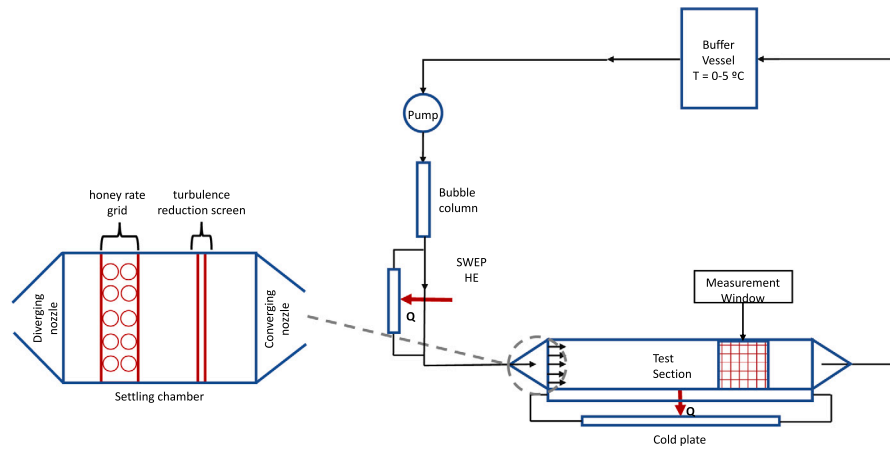 Buffer
Vessel
T = 0-5 ºC
Pump
Bubble
column
honey rate
grid
turbulence
reduction screen
SWEP
HE
Q
Diverging
nozzle
Converging
nozzle
Settling chamber
Measurement
Window
Test
Section
Q
Cold plate